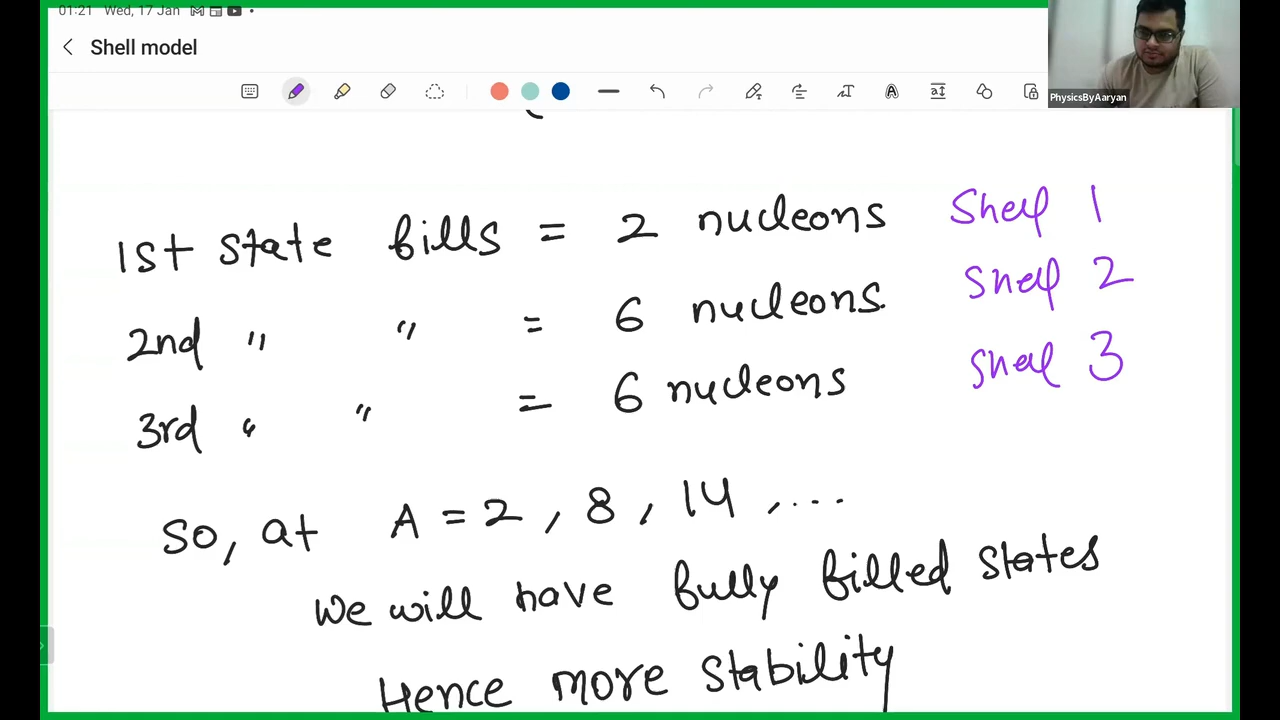 01:21 Wed, 17 Jan
Shell model
PhysicsByAaryan
1st state fills = 2 nucleons Shell 1
2nd " " = 6 nucleons. Shell 2
3rd " " = 6 nucleons Shell 3
So, at A = 2, 8, 14, ....
We will have fully filled states
Hence more stability